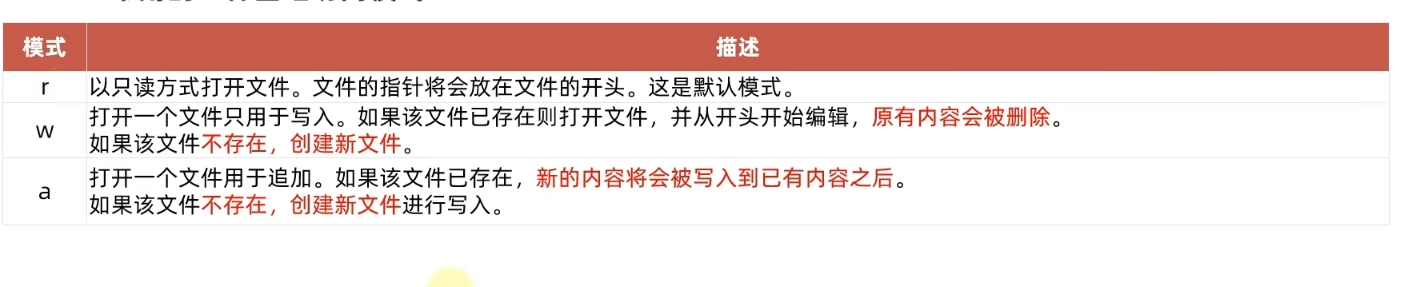 模式 描述
r 以只读方式打开文件。文件的指针将会放在文件的开头。这是默认模式。
w 打开一个文件只用于写入。如果该文件已存在则打开文件，并从开头开始编辑，原有内容会被删除。
如果该文件不存在，创建新文件。
a 打开一个文件用于追加。如果该文件已存在，新的内容将会被写入到已有内容之后。
如果该文件不存在，创建新文件进行写入。